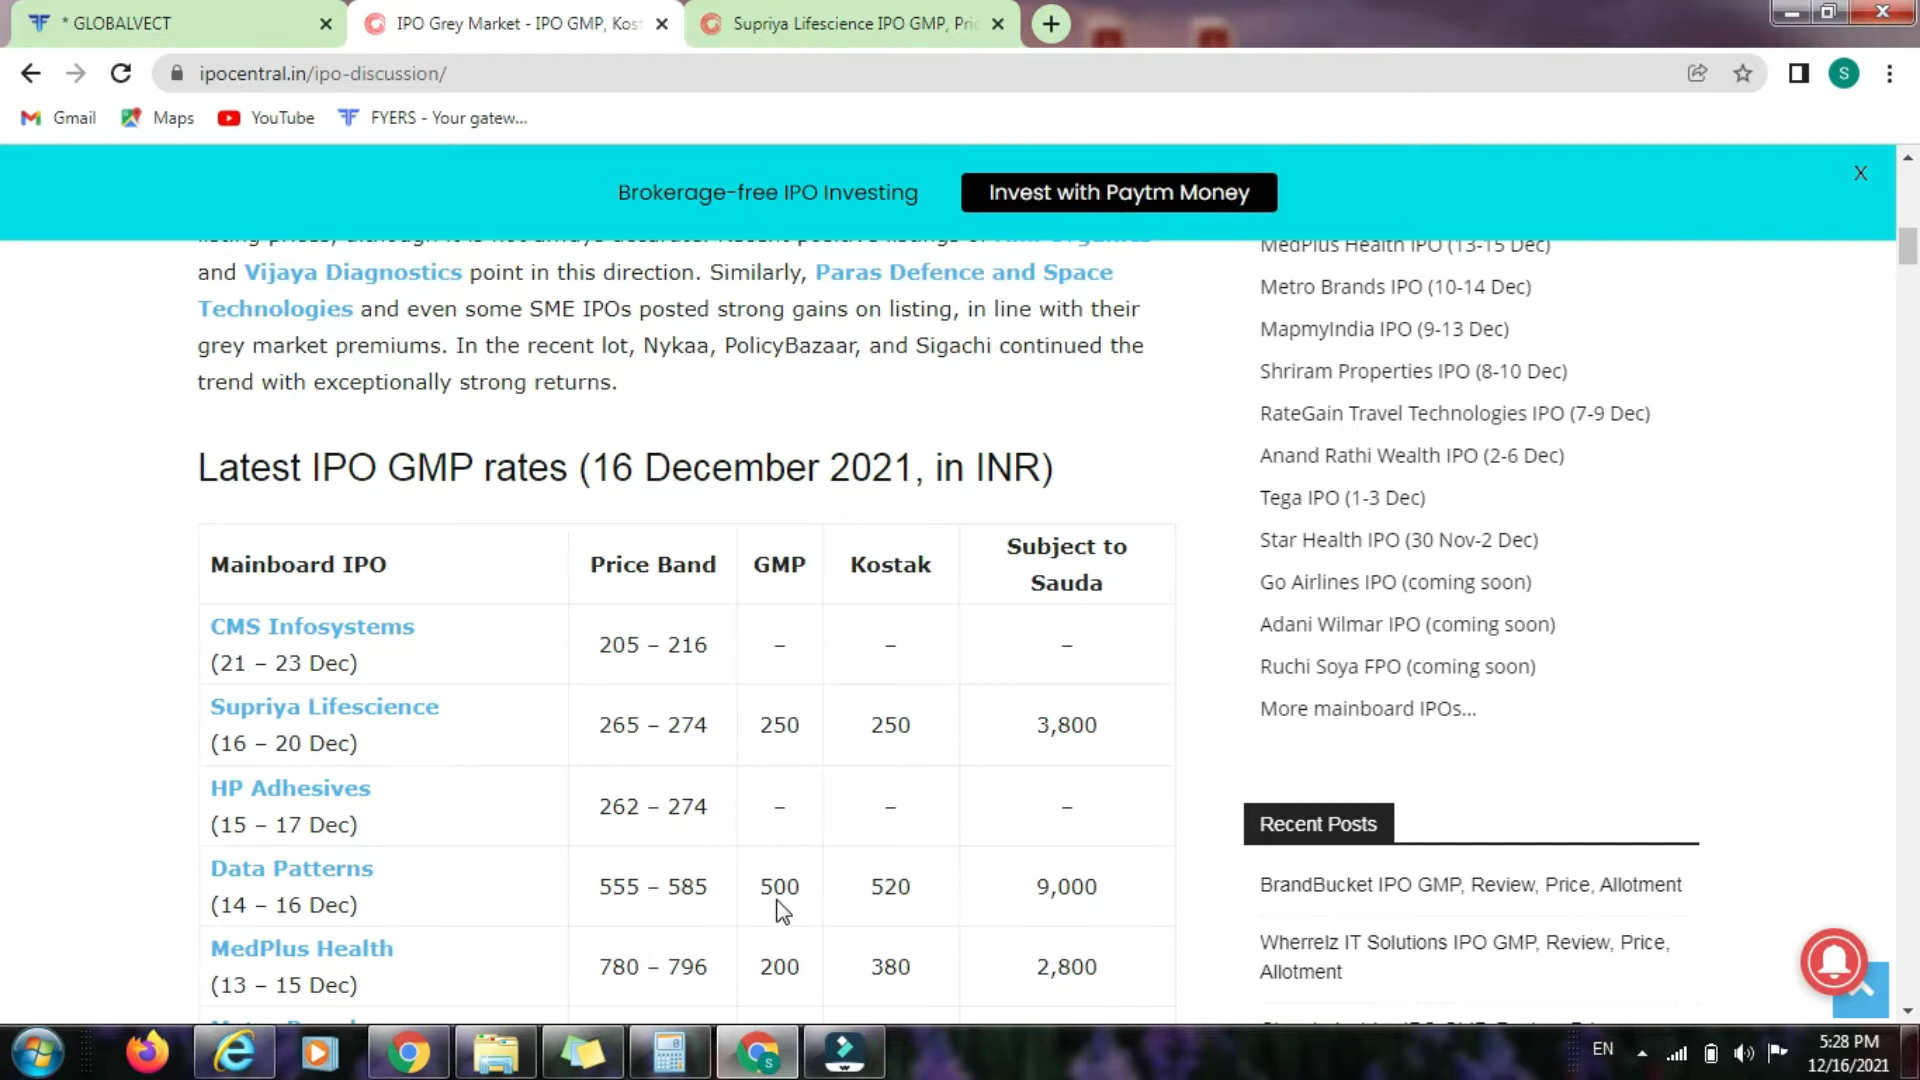 * GLOBALVECT
IPO Grey Market - IPO GMP, Kos
Supriya Lifescience IPO GMP, Pri
ipocentral.in/ipo-discussion/
S
Gmail
Maps
YouTube
FYERS - Your gatew...
Brokerage-free IPO Investing
Invest with Paytm Money
X
and Vijaya Diagnostics point in this direction. Similarly, Paras Defence and Space
Technologies and even some SME IPOs posted strong gains on listing, in line with their
grey market premiums. In the recent lot, Nykaa, PolicyBazaar, and Sigachi continued the
trend with exceptionally strong returns.
Latest IPO GMP rates (16 December 2021, in INR)
Mainboard IPO Price Band GMP Kostak Subject to
Sauda
CMS Infosystems
(21 – 23 Dec) 205 – 216 – – –
Supriya Lifescience
(16 – 20 Dec) 265 – 274 250 250 3,800
HP Adhesives
(15 – 17 Dec) 262 – 274 – – –
Data Patterns
(14 – 16 Dec) 555 – 585 500 520 9,000
MedPlus Health
(13 – 15 Dec) 780 – 796 200 380 2,800
MedPlus Health IPO (13-15 Dec)
Metro Brands IPO (10-14 Dec)
MapmyIndia IPO (9-13 Dec)
Shriram Properties IPO (8-10 Dec)
RateGain Travel Technologies IPO (7-9 Dec)
Anand Rathi Wealth IPO (2-6 Dec)
Tega IPO (1-3 Dec)
Star Health IPO (30 Nov-2 Dec)
Go Airlines IPO (coming soon)
Adani Wilmar IPO (coming soon)
Ruchi Soya FPO (coming soon)
More mainboard IPOs...
Recent Posts
BrandBucket IPO GMP, Review, Price, Allotment
Wherrelz IT Solutions IPO GMP, Review, Price,
Allotment
EN
5:28 PM
12/16/2021